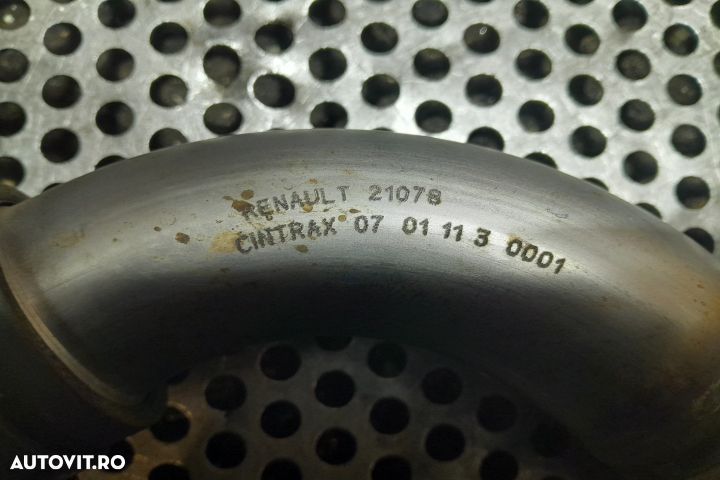 RENAULT 21078
CINTRAX 07 01 11 3 0001
AUTOVIT.RO